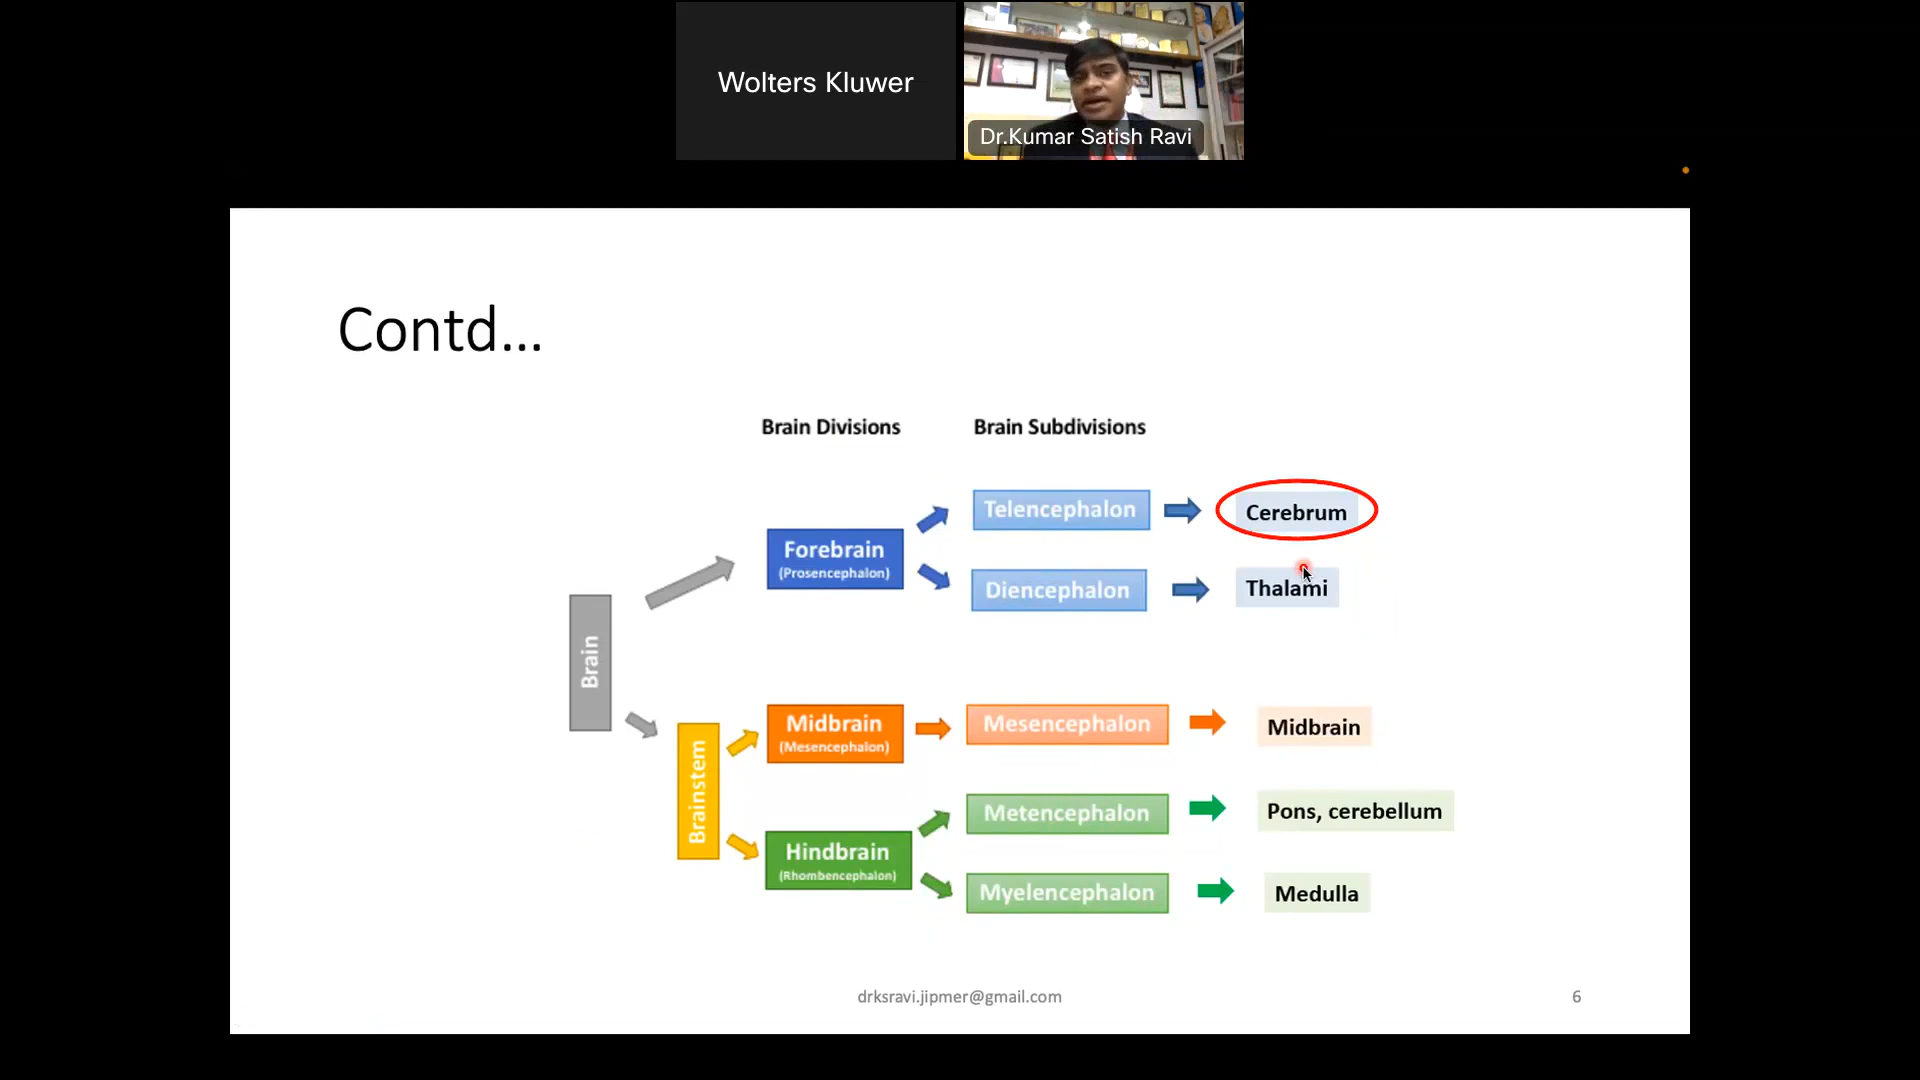 Wolters Kluwer
Dr.Kumar Satish Ravi
Contd...
Brain Divisions
Brain Subdivisions
Telencephalon
Cerebrum
Forebrain
(Prosencephalon)
Diencephalon
Thalami
Brain
Brainstem
Midbrain
(Mesencephalon)
Mesencephalon
Midbrain
Metencephalon
Pons, cerebellum
Hindbrain
(Rhombencephalon)
Myelencephalon
Medulla
drksravi.jipmer@gmail.com
6